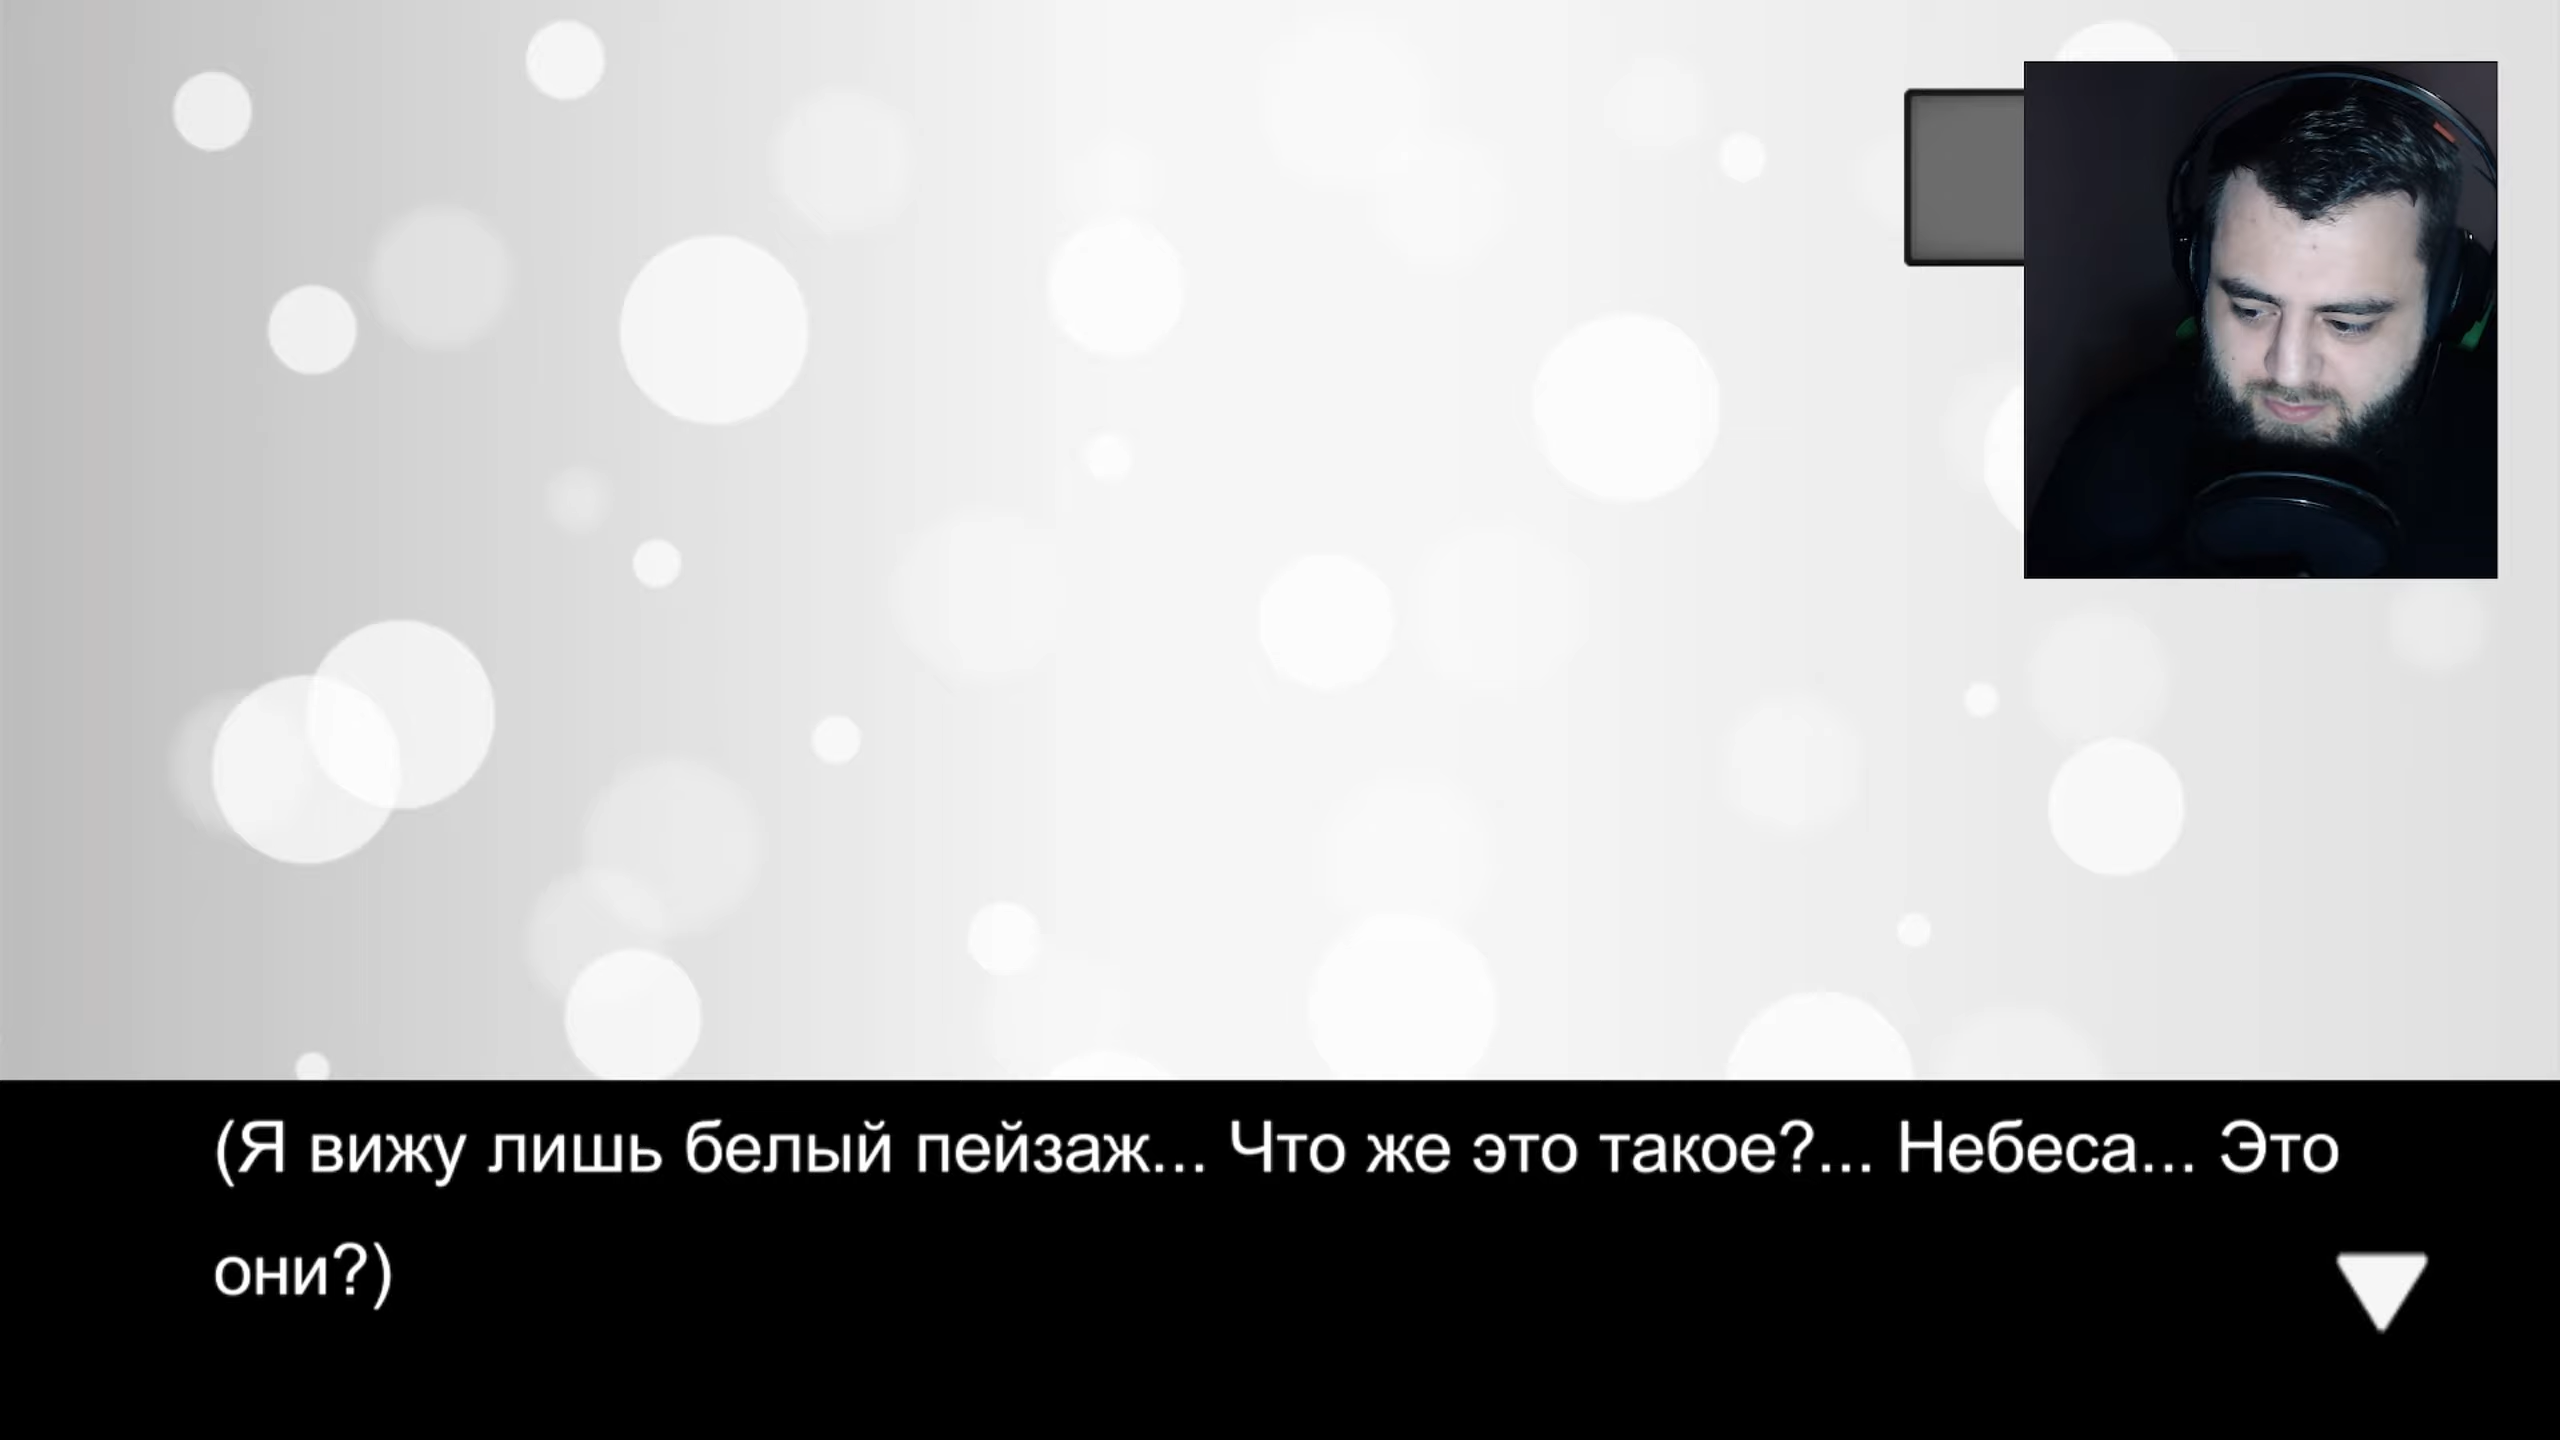 (Я вижу лишь белый пейзаж... Что же это такое?... Небеса... Это
они?)